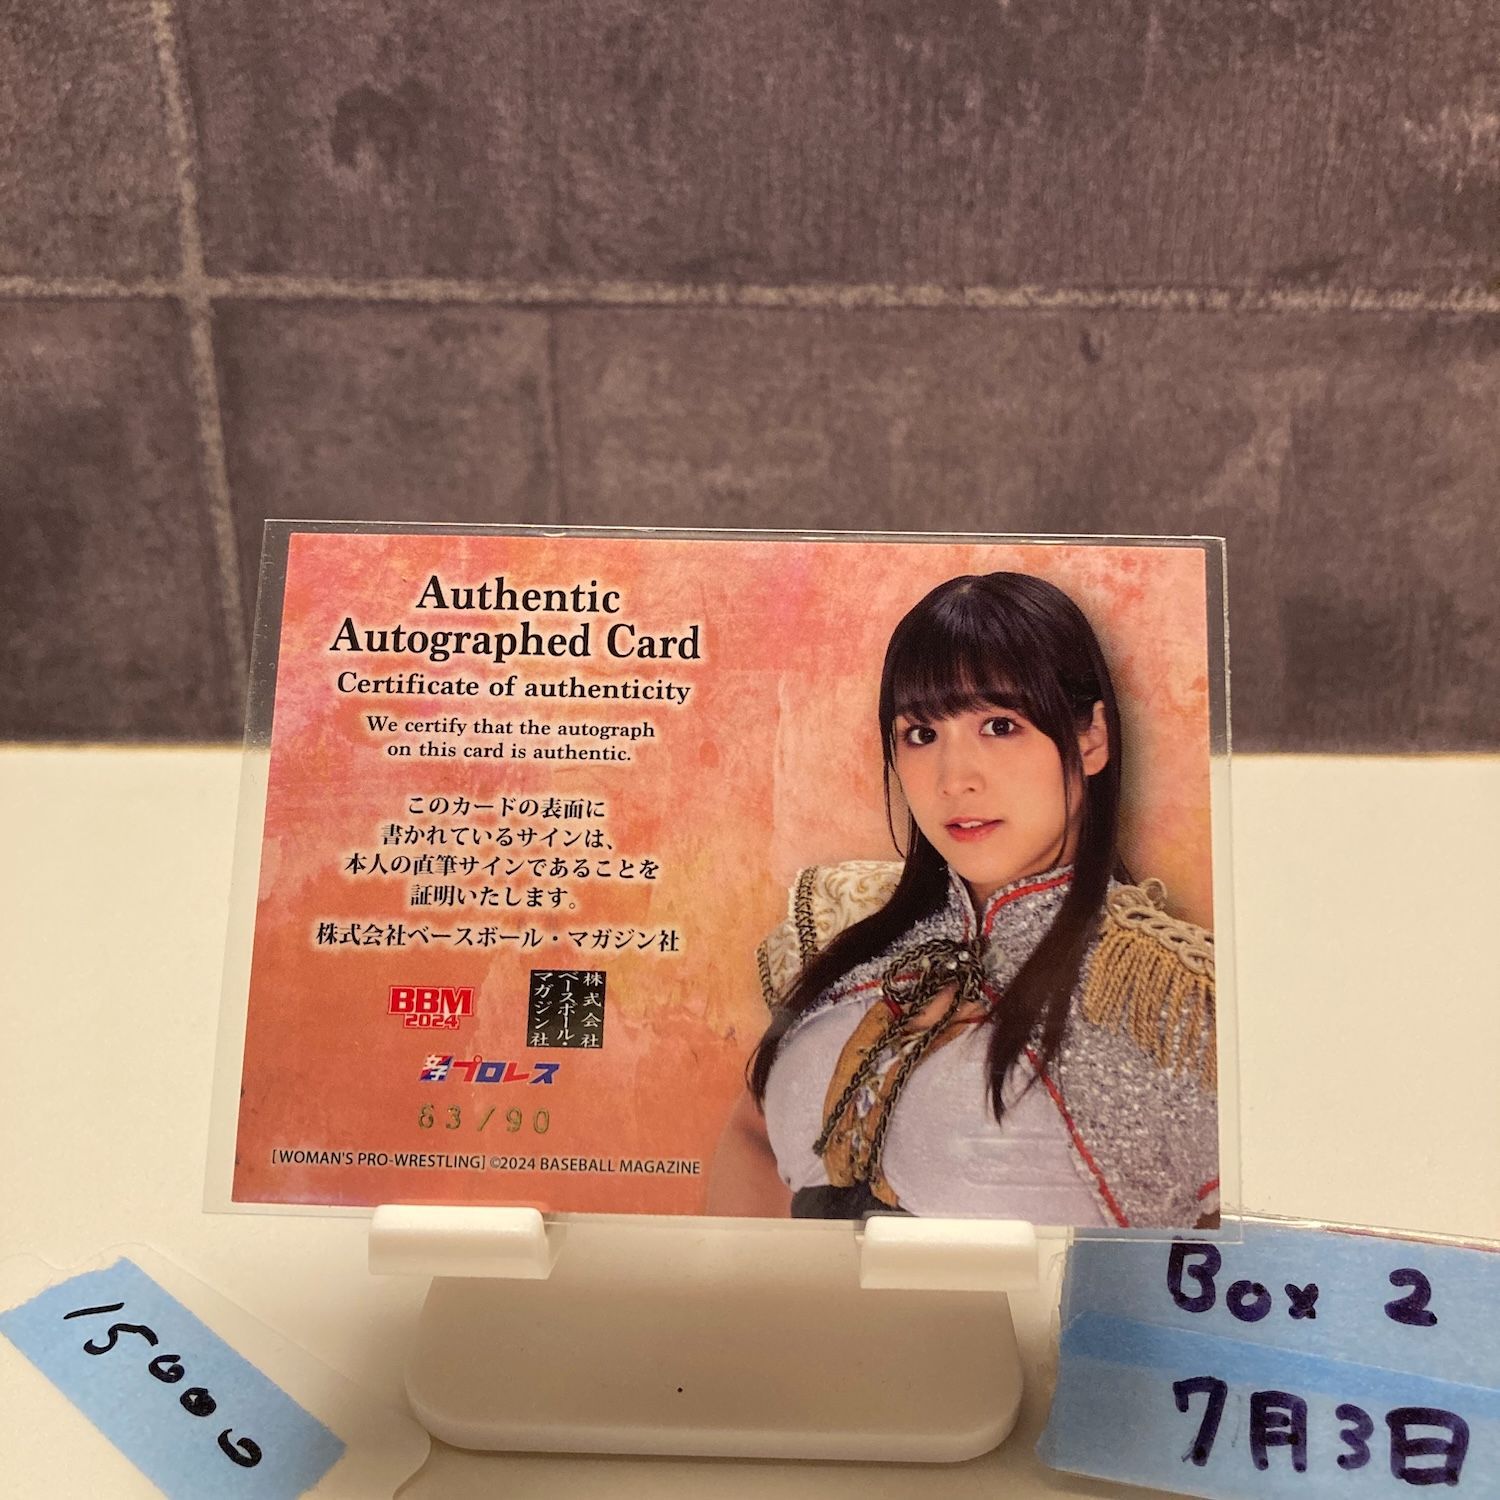 Authentic
Autographed Card
Certificate of authenticity
We certify that the autograph
on this card is authentic.
このカードの表面に
書かれているサインは、
本人の直筆サインであることを
証明いたします。
株式会社ベースボール・マガジン社
BBM
2024
株式会社
ベースボール・
マガジン社
女子プロレス
63/90
[WOMAN'S PRO-WRESTLING] ©2024 BASEBALL MAGAZINE
15000
Box 2
7月3日